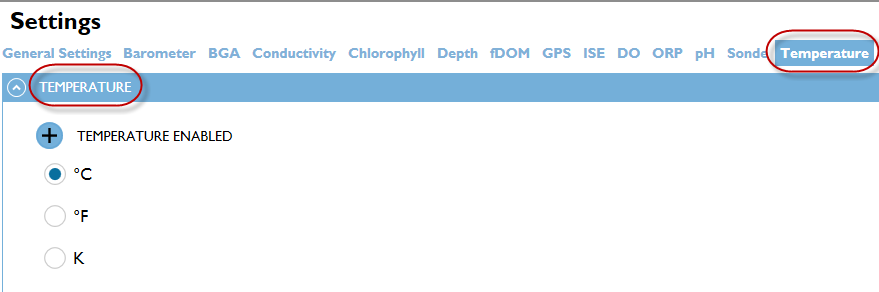 Settings
General Settings Barometer BGA Conductivity Chlorophyll Depth fDOM GPS ISE DO ORP pH Sonde Temperature
TEMPERATURE
TEMPERATURE ENABLED
°C
°F
K